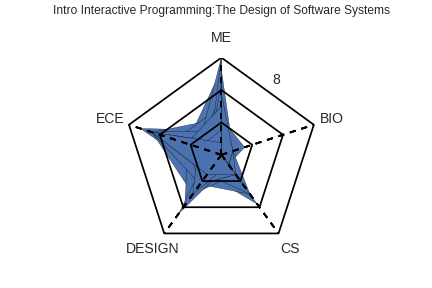 Intro Interactive Programming:The Design of Software Systems
ME
8
ECE
BIO
DESIGN
CS